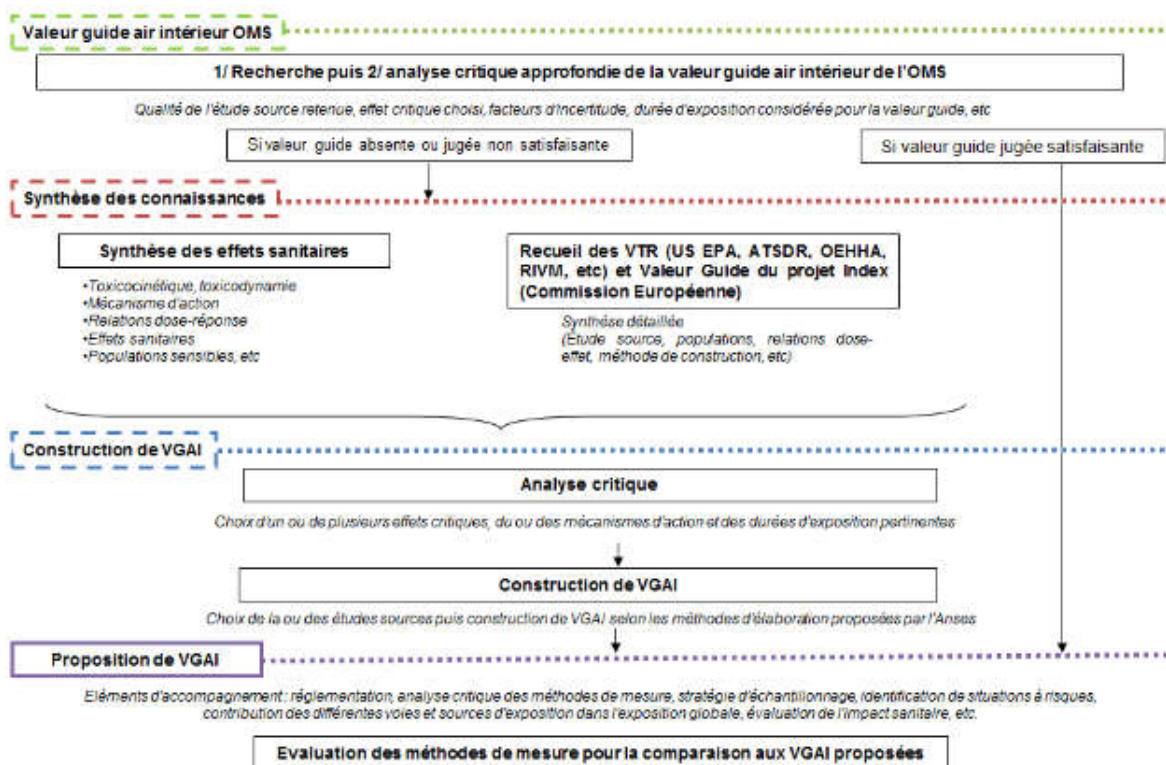 Valeur guide air intérieur OMS
1/ Recherche puis 2/ analyse critique approfondie de la valeur guide air intérieur de l'OMS
Qualité de l'étude source retenue, effet critique choisi, facteurs d'incertitude, durée d'exposition considérée pour la valeur guide, etc
Si valeur guide absente ou jugée non satisfaisante
Si valeur guide jugée satisfaisante
Synthèse des connaissances
Synthèse des effets sanitaires
•Toxicocinétique, toxicodynamie
•Mécanisme d'action
•Relations dose-réponse
•Effets sanitaires
•Populations sensibles, etc
Recueil des VTR (US EPA, ATSDR, OEHHA,
RIVM, etc) et Valeur Guide du projet Index
(Commission Européenne)
Synthèse détaillée
(Etude source, populations, relations dose-
effet, méthode de construction, etc)
Construction de VGAI
Analyse critique
Choix d'un ou de plusieurs effets critiques, du ou des mécanismes d'action et des durées d'exposition pertinentes
Construction de VGAI
Choix de la ou des études sources puis construction de VGAI selon les méthodes d'élaboration proposées par l'Anses
Proposition de VGAI
Eléments d'accompagnement : réglementation, analyse critique des méthodes de mesure, stratégie d'échantillonnage, identification de situations à risques,
contribution des différentes voies et sources d'exposition dans l'exposition globale, évaluation de l'impact sanitaire, etc.
Evaluation des méthodes de mesure pour la comparaison aux VGAI proposées